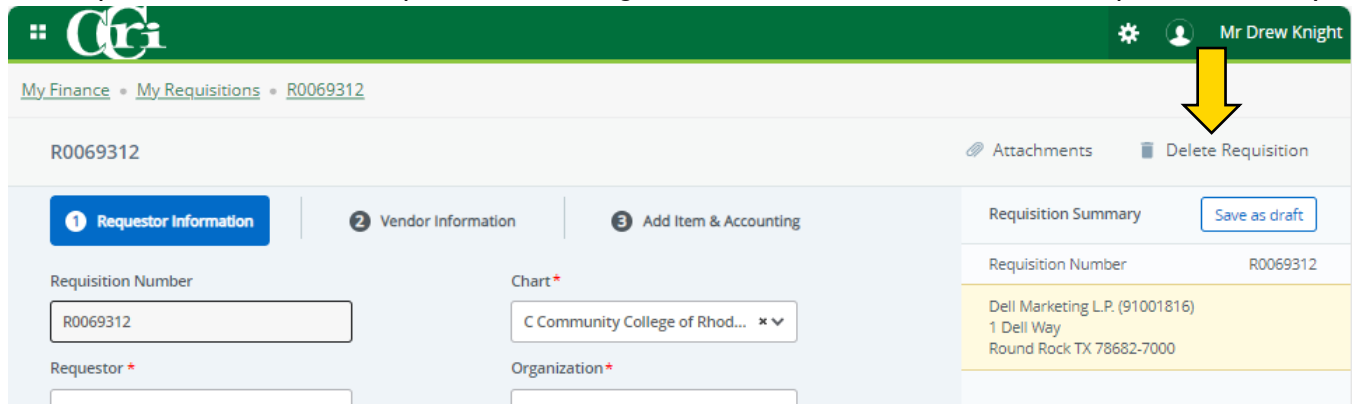 CCri
Mr Drew Knight
My Finance • My Requisitions • R0069312
R0069312
Attachments
Delete Requisition
1 Requestor Information
2 Vendor Information
3 Add Item & Accounting
Requisition Summary
Save as draft
Requisition Number
R0069312
Chart*
C Community College of Rhod...
Requestor *
Organization*
Requisition Number R0069312
Dell Marketing L.P. (91001816)
1 Dell Way
Round Rock TX 78682-7000